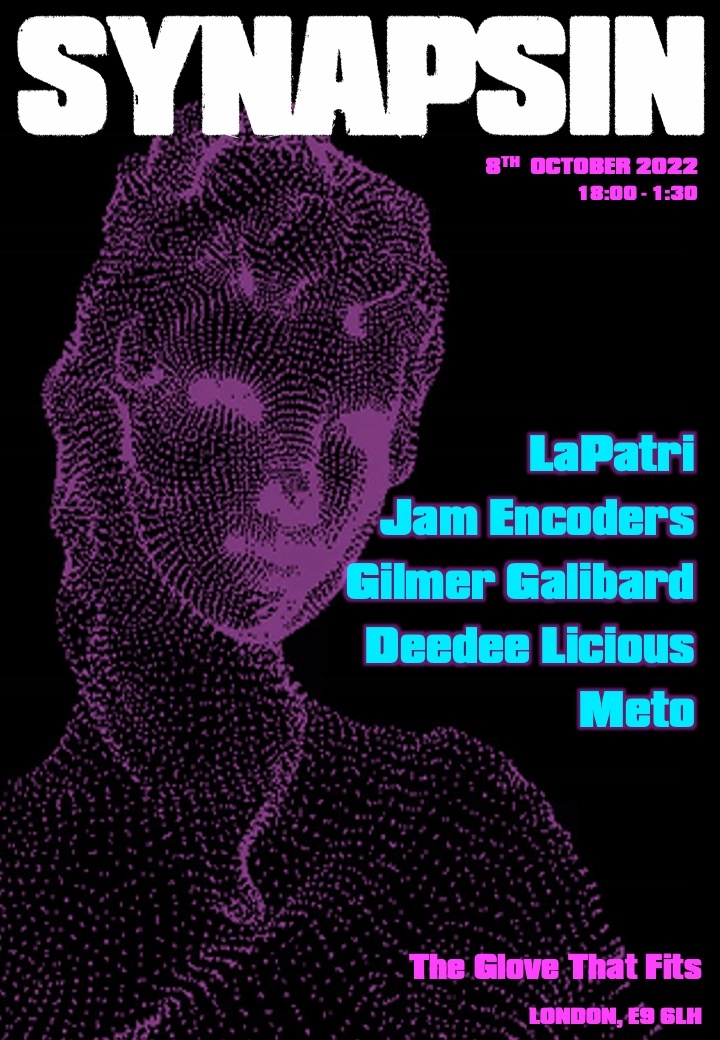 SYNAPSIN
8TH OCTOBER 2022
18:00 - 1:30
LaPatri
Jam Encoders
Gilmer Galibard
Deedee Licious
Meto
The Glove That Fits
LONDON, E9 6LH